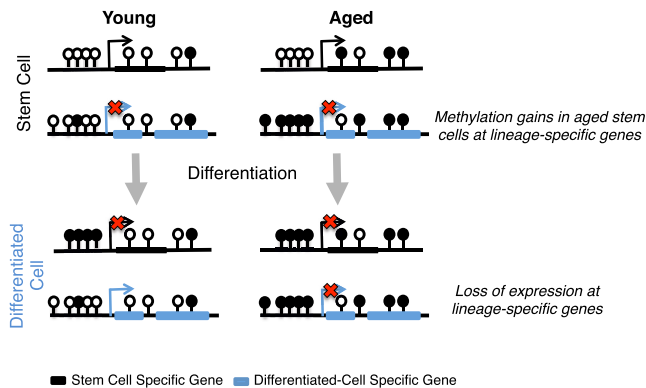 Young
Aged
Stem Cell
Methylation gains in aged stem
cells at lineage-specific genes
Differentiation
Differentiated
Cell
Loss of expression at
lineage-specific genes
Stem Cell Specific Gene
Differentiated-Cell Specific Gene